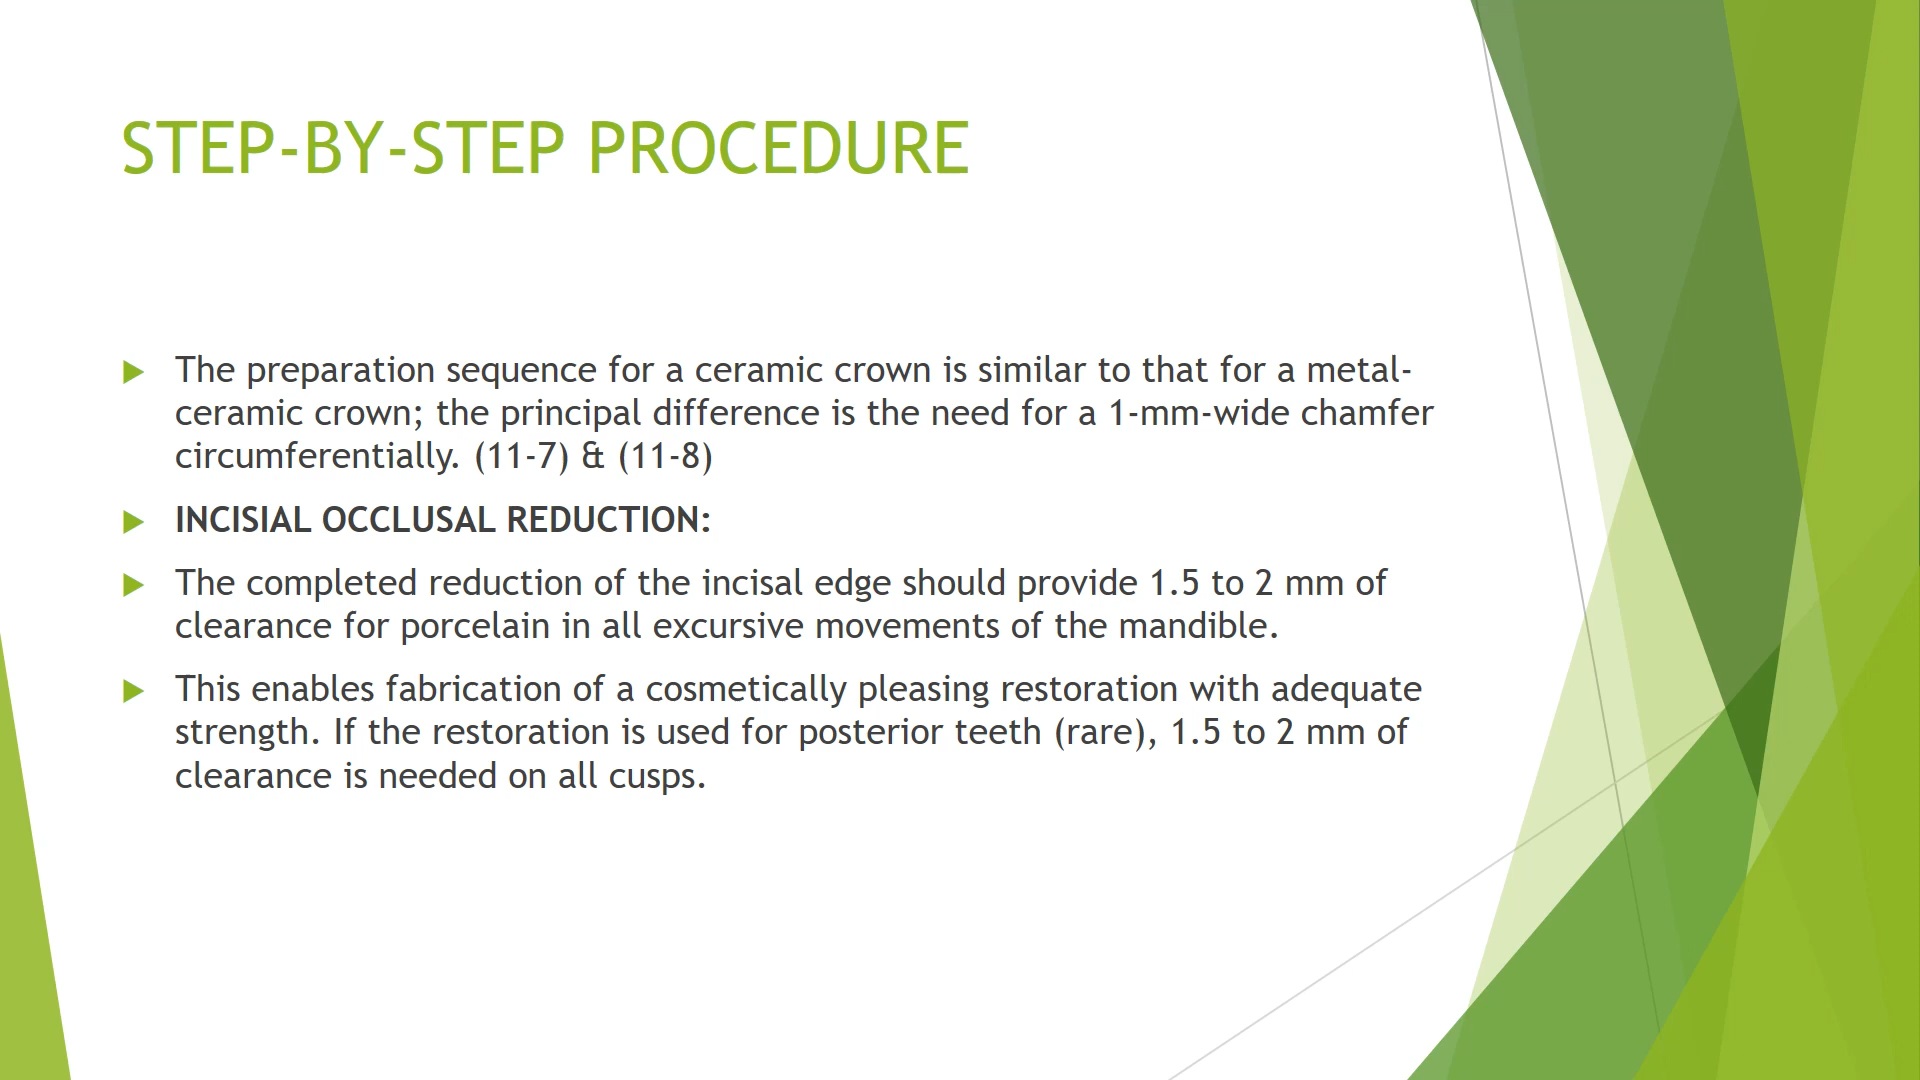 STEP-BY-STEP PROCEDURE
The preparation sequence for a ceramic crown is similar to that for a metal-
ceramic crown; the principal difference is the need for a 1-mm-wide chamfer
circumferentially. (11-7) & (11-8)
INCISIAL OCCLUSAL REDUCTION:
The completed reduction of the incisal edge should provide 1.5 to 2 mm of
clearance for porcelain in all excursive movements of the mandible.
This enables fabrication of a cosmetically pleasing restoration with adequate
strength. If the restoration is used for posterior teeth (rare), 1.5 to 2 mm of
clearance is needed on all cusps.